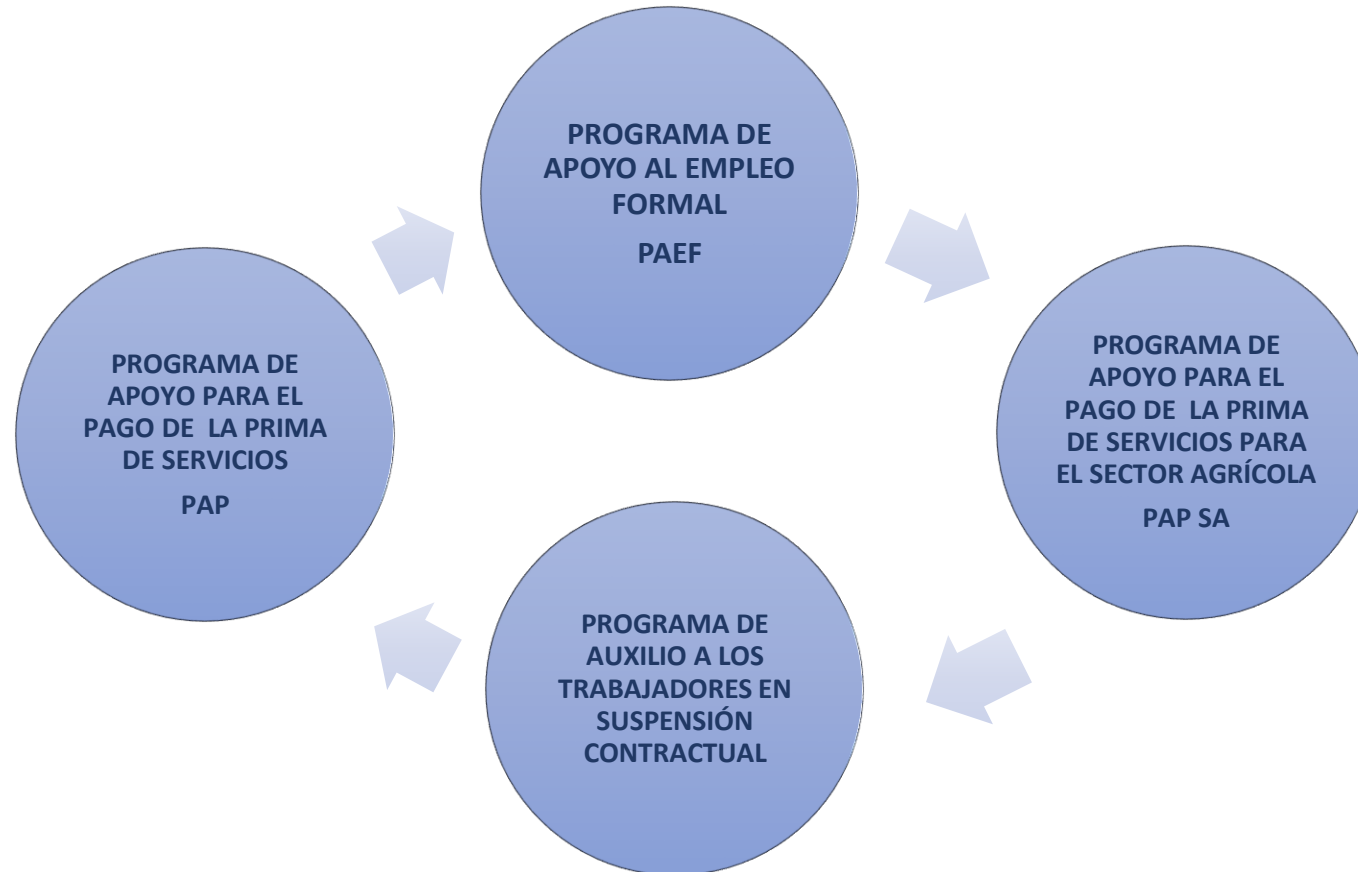 PROGRAMA DE
APOYO AL EMPLEO
FORMAL
PAEF
PROGRAMA DE
APOYO PARA EL
PAGO DE LA PRIMA
DE SERVICIOS
PAP
PROGRAMA DE
APOYO PARA EL
PAGO DE LA PRIMA
DE SERVICIOS PARA
EL SECTOR AGRÍCOLA
PAP SA
PROGRAMA DE
AUXILIO A LOS
TRABAJADORES EN
SUSPENSIÓN
CONTRACTUAL